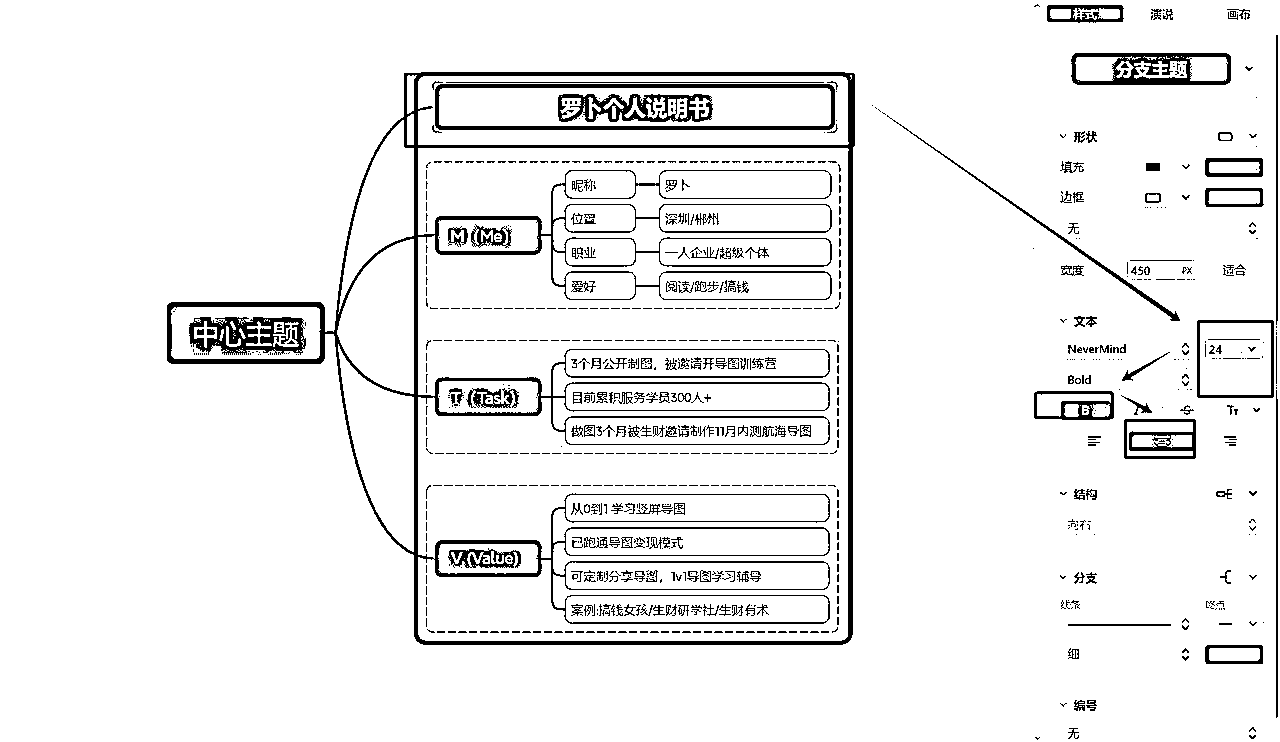 中心主题
罗卜个人说明书
M (Me)
昵称
罗卜
位置
深圳/郴州
职业
一人企业/超级个体
爱好
阅读/跑步/搞钱
T (Task)
3个月公开制图，被邀请开导图训练营
目前累积服务学员300人+
做图3个月被生财邀请制作11月内测航海导图
V (Value)
从0到1学习竖屏导图
已跑通导图变现模式
可定制分享导图，1v1导图学习辅导
案例:搞钱女孩/生财研学社/生财有术
样式 演说 画布
分支主题
形状
填充
边框
无
宽度 450 PX 适合
文本
NeverMind 24
Bold
B I S Tт
结构
分支
线条 终点
细
编号
无